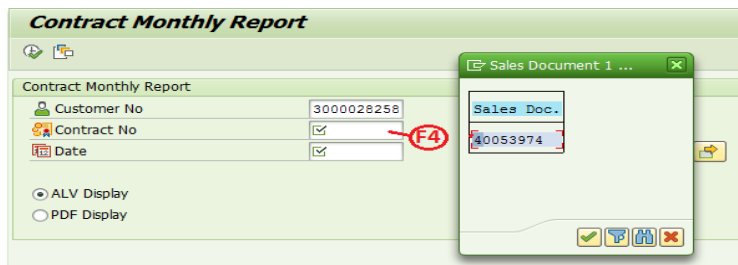 Contract Monthly Report
Contract Monthly Report
Customer No 3000028258
Contract No
F4
Date
ALV Display
PDF Display
Sales Document 1 ...
Sales Doc.
40053974